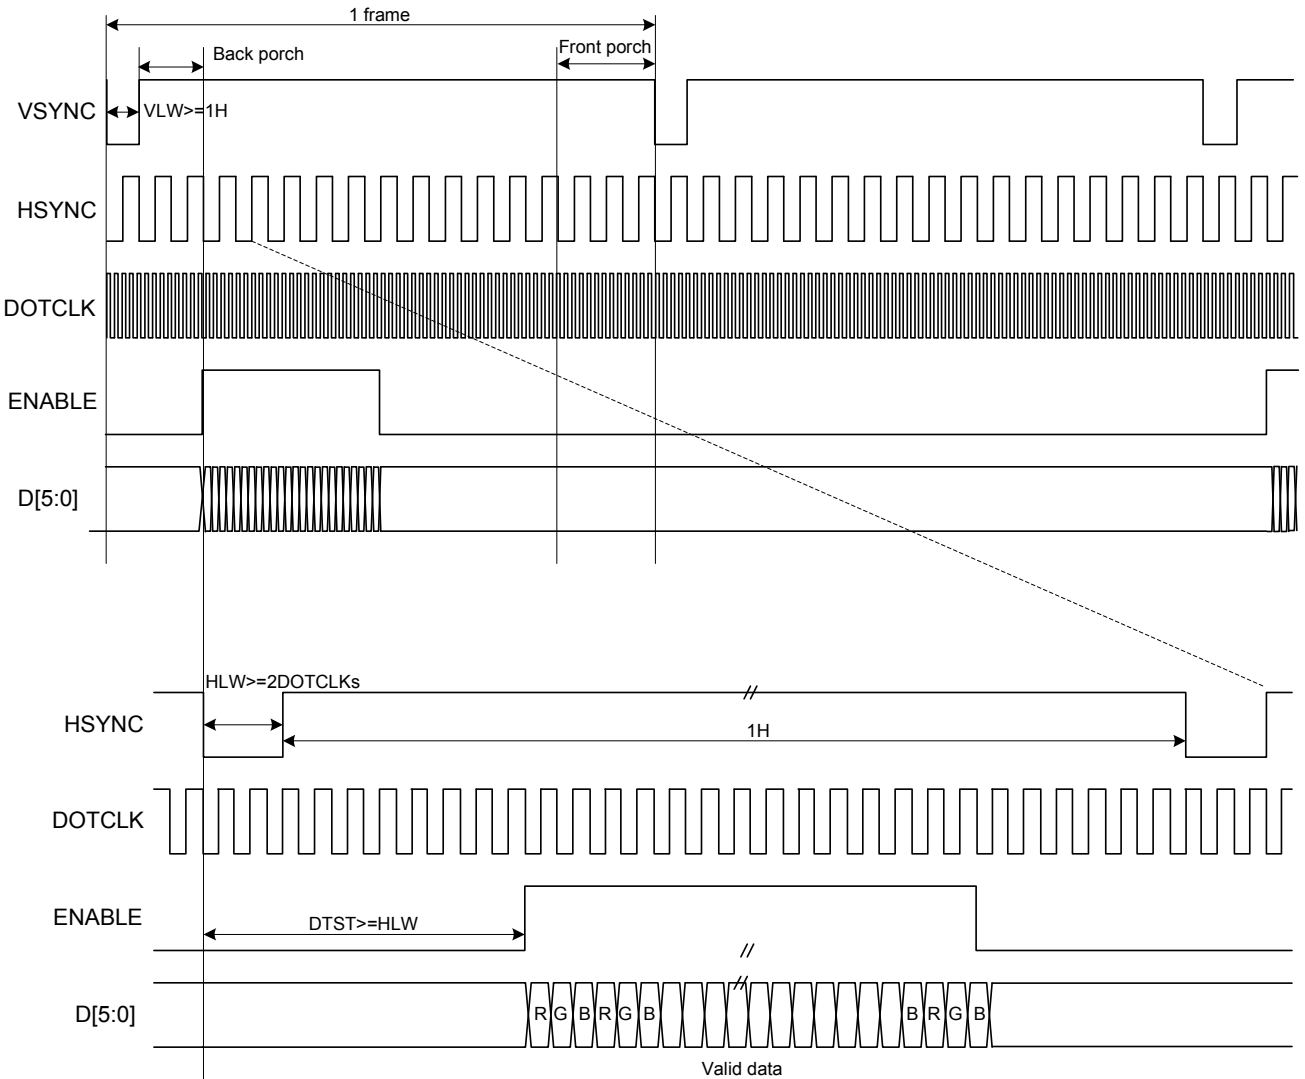 1 frame
Back porch
Front porch
VSYNC
VLW>=1H
HSYNC
DOTCLK
ENABLE
D[5:0]
HLW>=2DOTCLKs
HSYNC
//
1H
DOTCLK
ENABLE
DTST>=HLW
//
//
D[5:0]
R G B R G B B R G B
Valid data